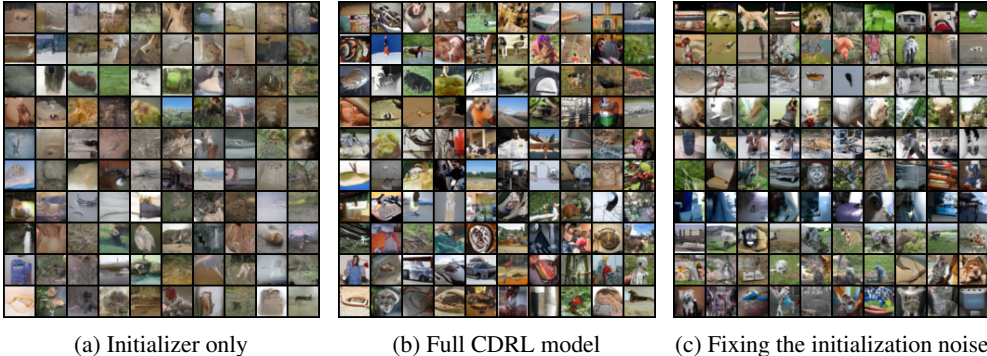 (a) Initializer only
(b) Full CDRL model
(c) Fixing the initialization noise